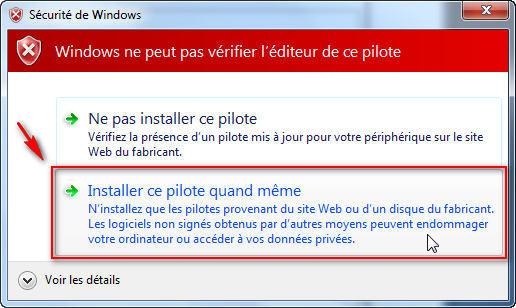 Sécurité de Windows
Windows ne peut pas vérifier l'éditeur de ce pilote
Ne pas installer ce pilote
Vérifiez la présence d'un pilote mis à jour pour votre périphérique sur le site
Web du fabricant.
Installer ce pilote quand même
N'installez que les pilotes provenant du site Web ou d'un disque du fabricant.
Les logiciels non signés obtenus par d'autres moyens peuvent endommager
votre ordinateur ou accéder à vos données privées.
Voir les détails